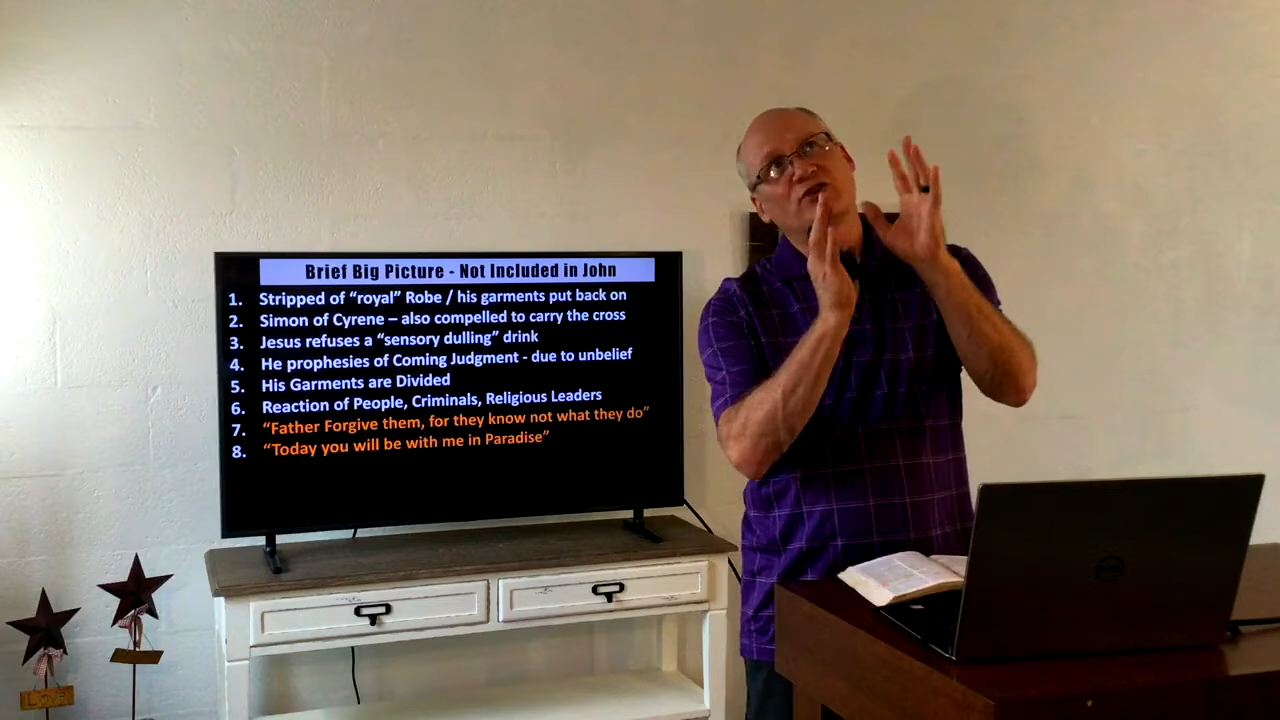 Brief Big Picture - Not Included in John
1. Stripped of “royal” Robe / his garments put back on
2. Simon of Cyrene – also compelled to carry the cross
3. Jesus refuses a “sensory dulling” drink
4. He prophesies of Coming Judgment - due to unbelief
5. His Garments are Divided
6. Reaction of People, Criminals, Religious Leaders
7. “Father Forgive them, for they know not what they do”
8. “Today you will be with me in Paradise”
LOVE
DELL